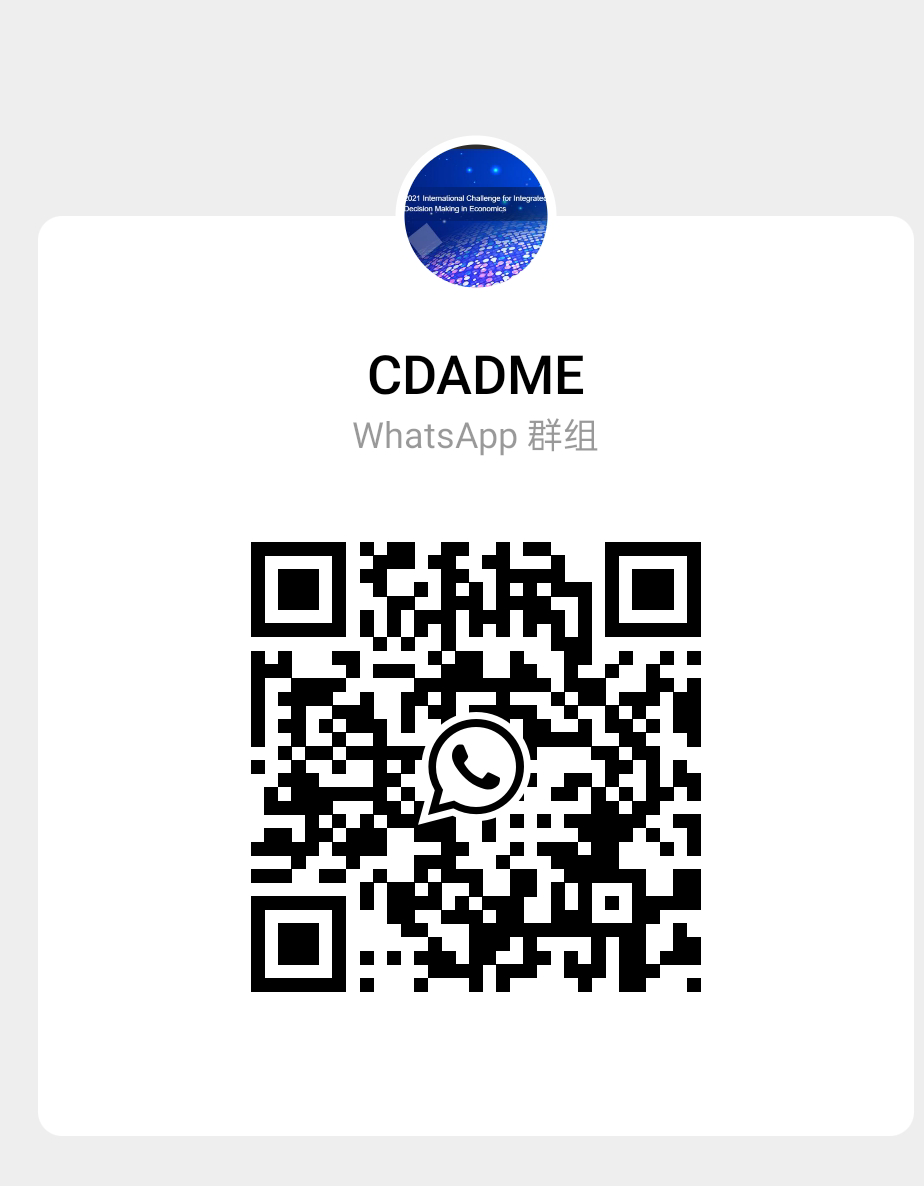 2021 International Challenge for Integrated
Decision Making in Economics
CDADME
WhatsApp 群组